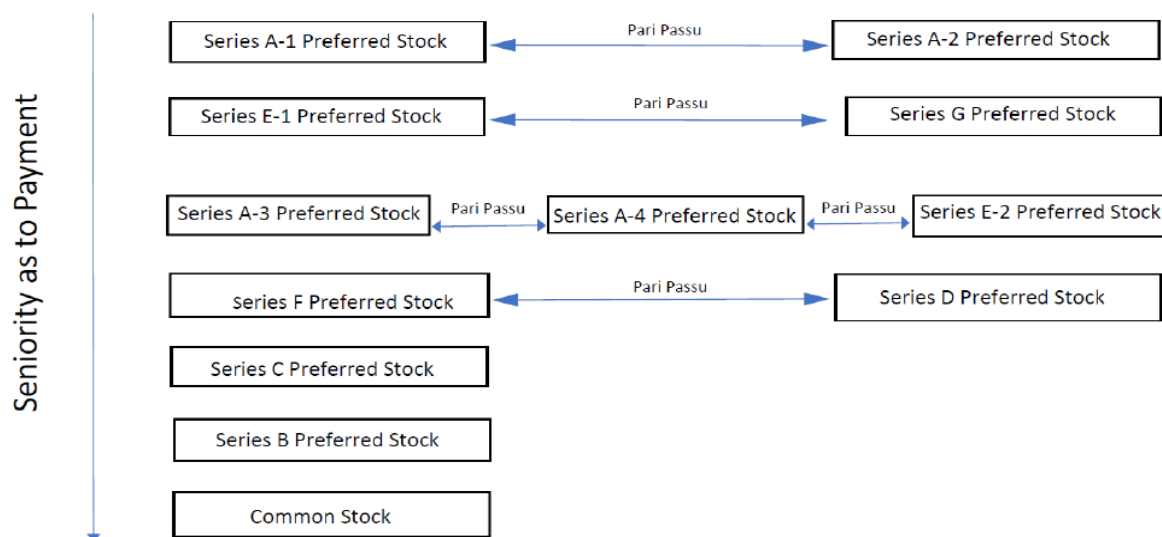 Seniority as to Payment
Series A-1 Preferred Stock
Pari Passu
Series A-2 Preferred Stock
Series E-1 Preferred Stock
Pari Passu
Series G Preferred Stock
Series A-3 Preferred Stock
Pari Passu
Series A-4 Preferred Stock
Pari Passu
Series E-2 Preferred Stock
Series F Preferred Stock
Pari Passu
Series D Preferred Stock
Series C Preferred Stock
Series B Preferred Stock
Common Stock